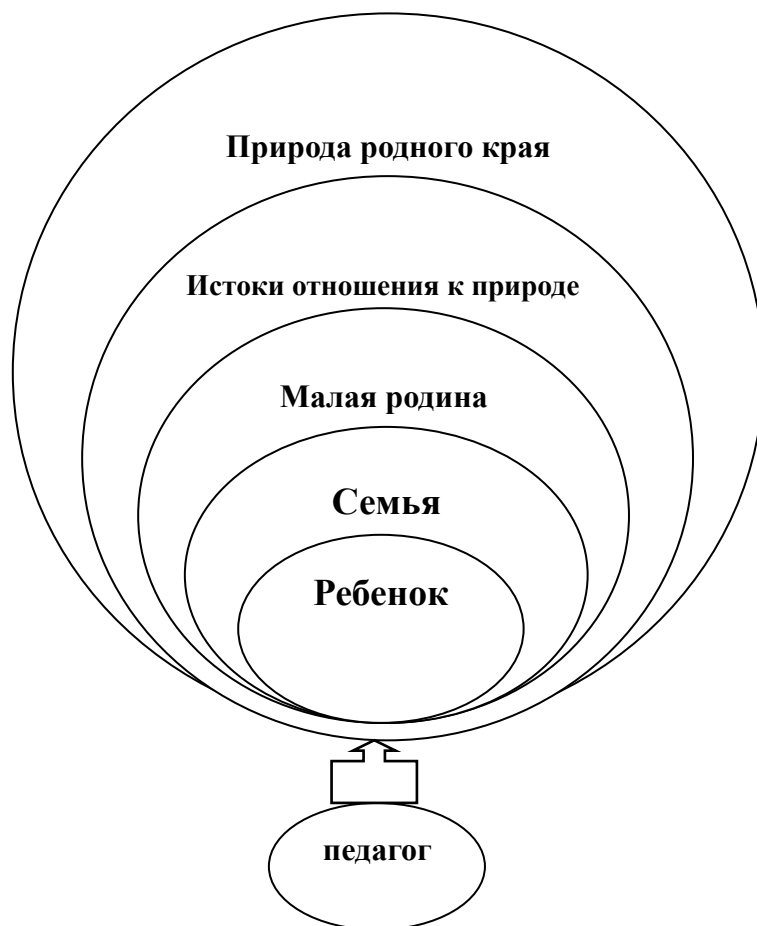 Природа родного края
Истоки отношения к природе
Малая родина
Семья
Ребенок
педагог